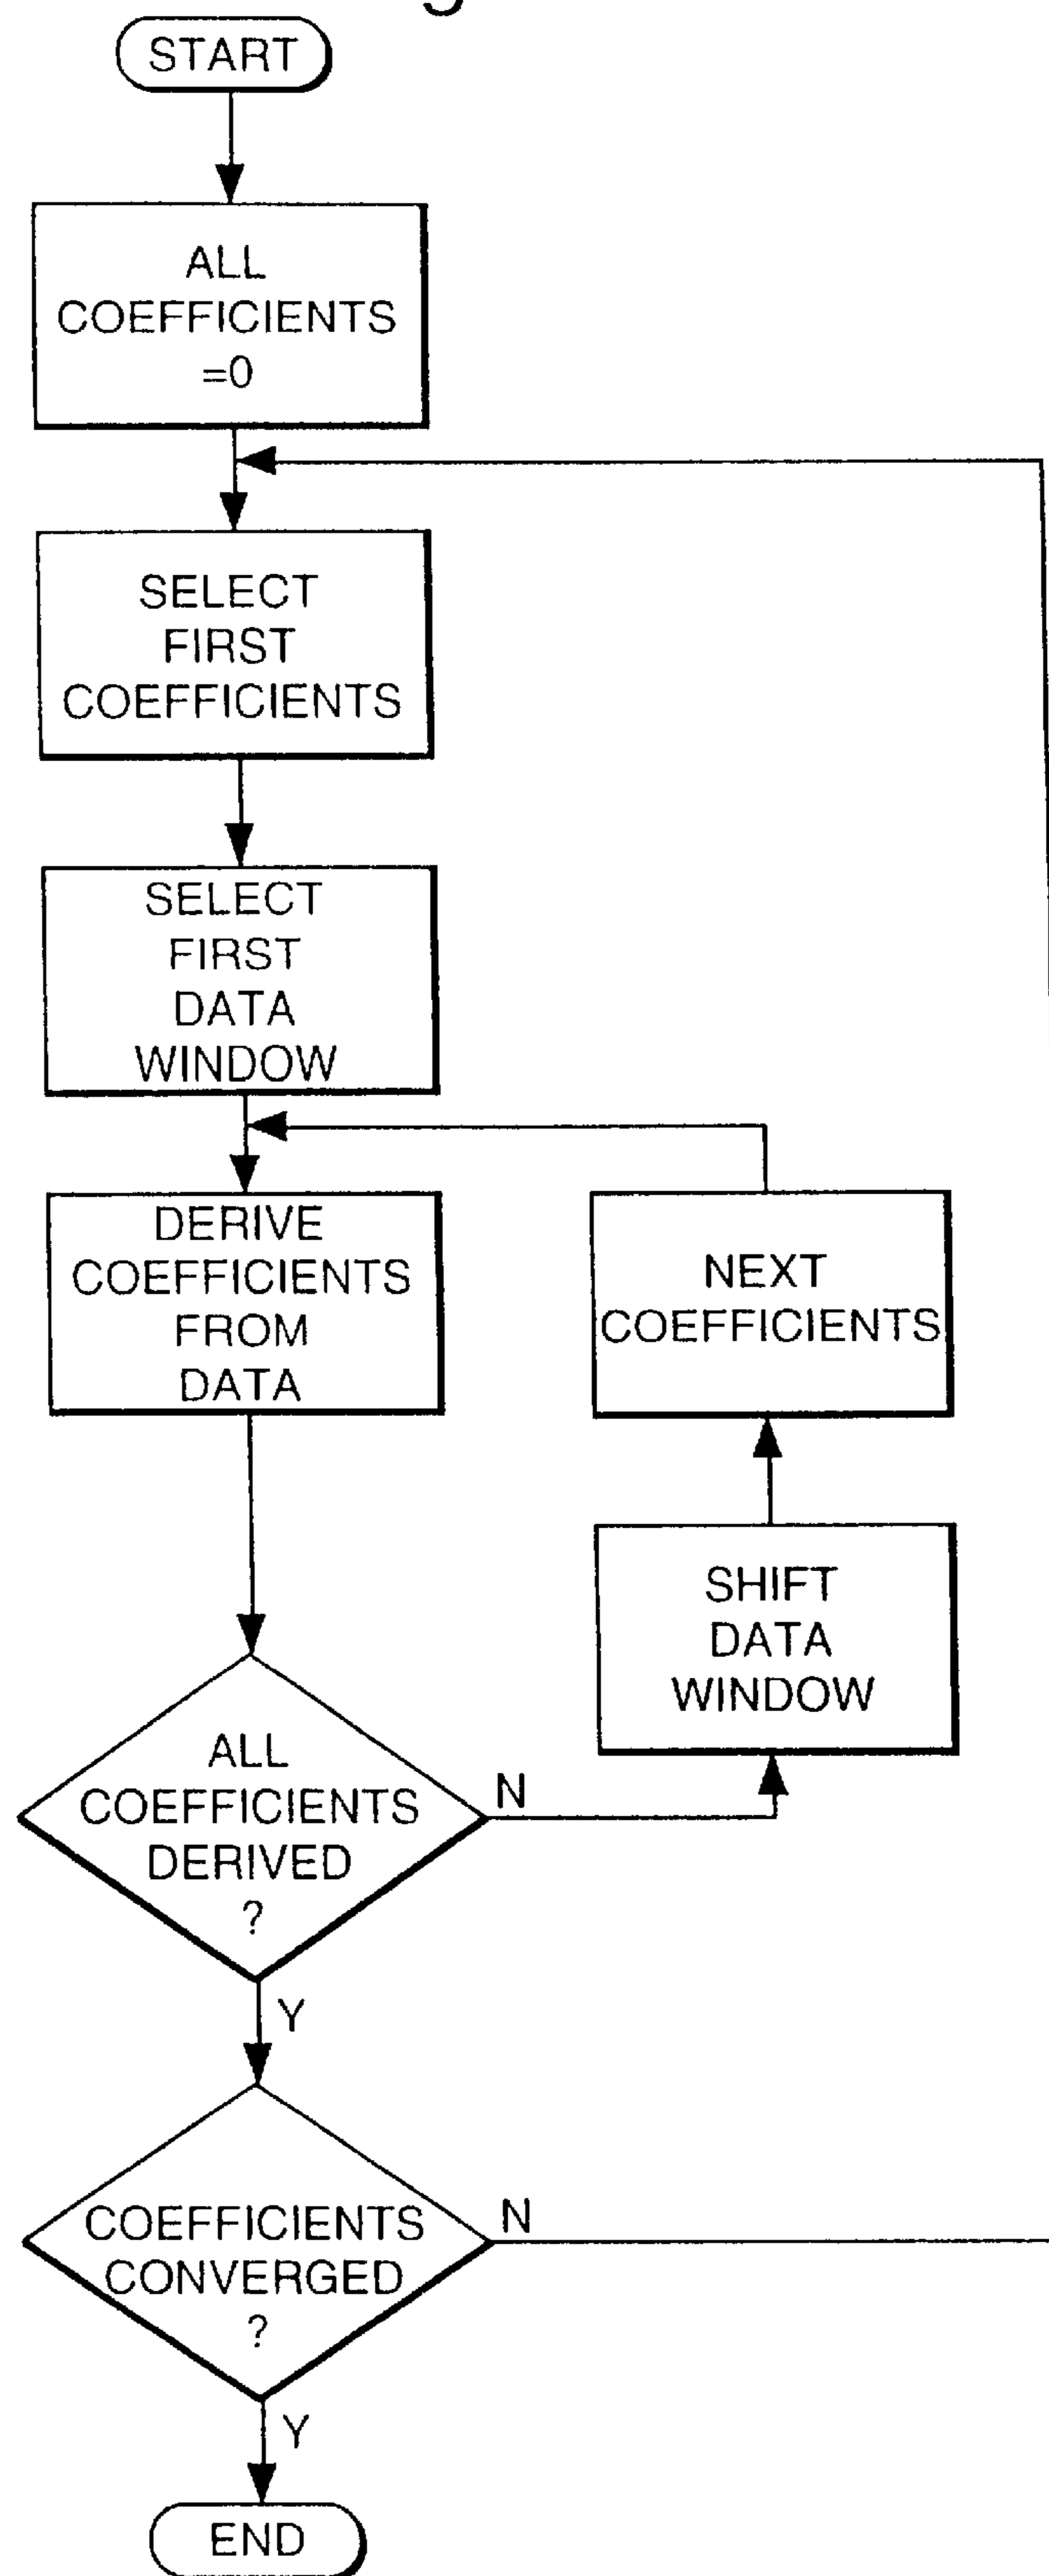 START
ALL
COEFFICIENTS
=0
SELECT
FIRST
COEFFICIENTS
SELECT
FIRST
DATA
WINDOW
DERIVE
COEFFICIENTS
FROM
DATA
NEXT
COEFFICIENTS
SHIFT
DATA
WINDOW
ALL
COEFFICIENTS
DERIVED
?
N
Y
COEFFICIENTS
CONVERGED
?
N
Y
END